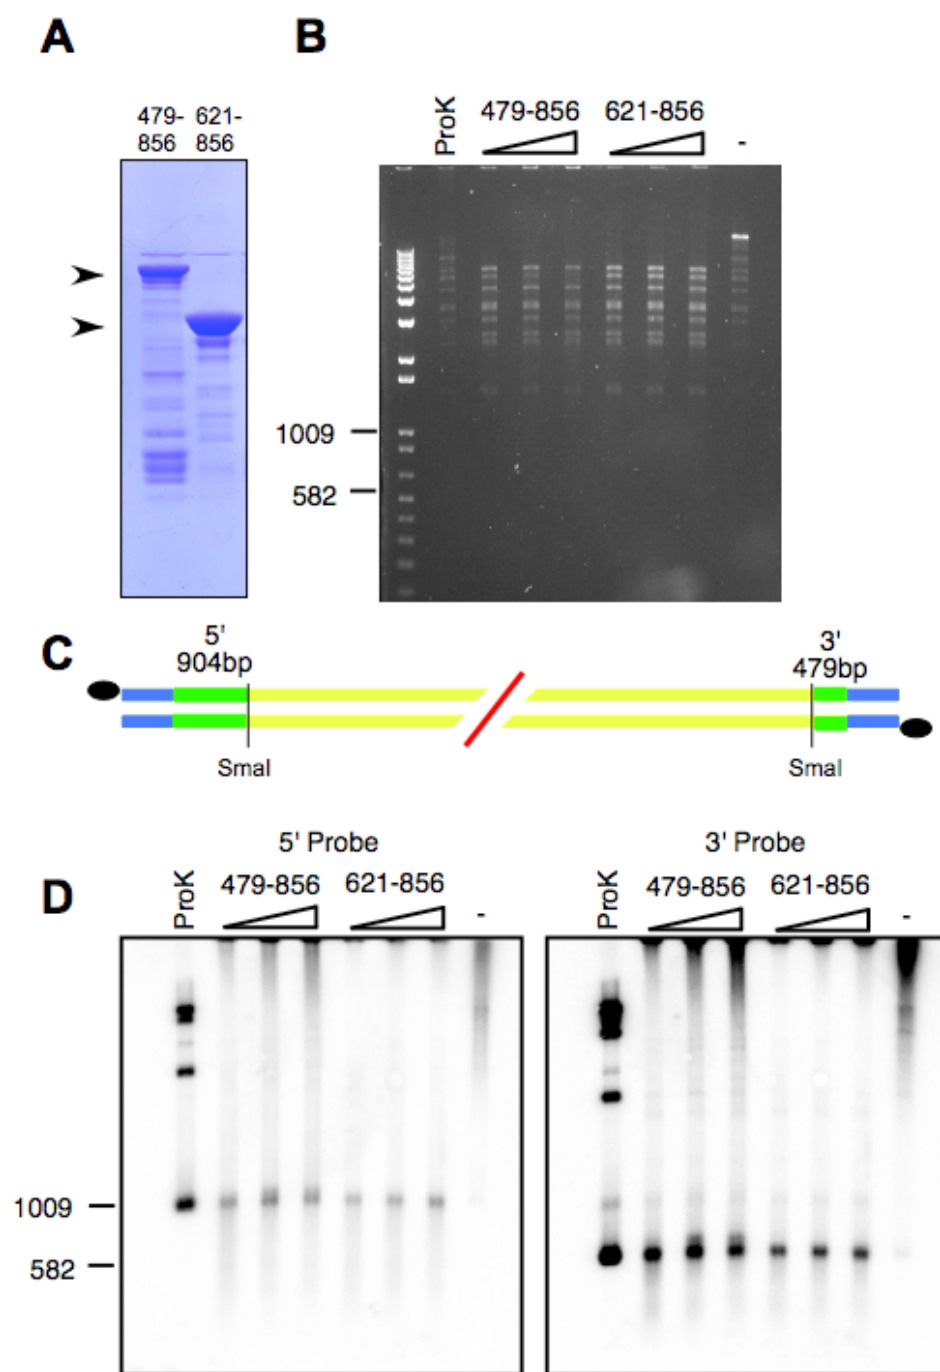 A
B
479- 621-
856 856
ProK
479-856
621-856
-
1009
582
C
5'
904bp
3'
479bp
SmaI
SmaI
D
5' Probe
3' Probe
ProK
479-856
621-856
-
ProK
479-856
621-856
-
1009
582